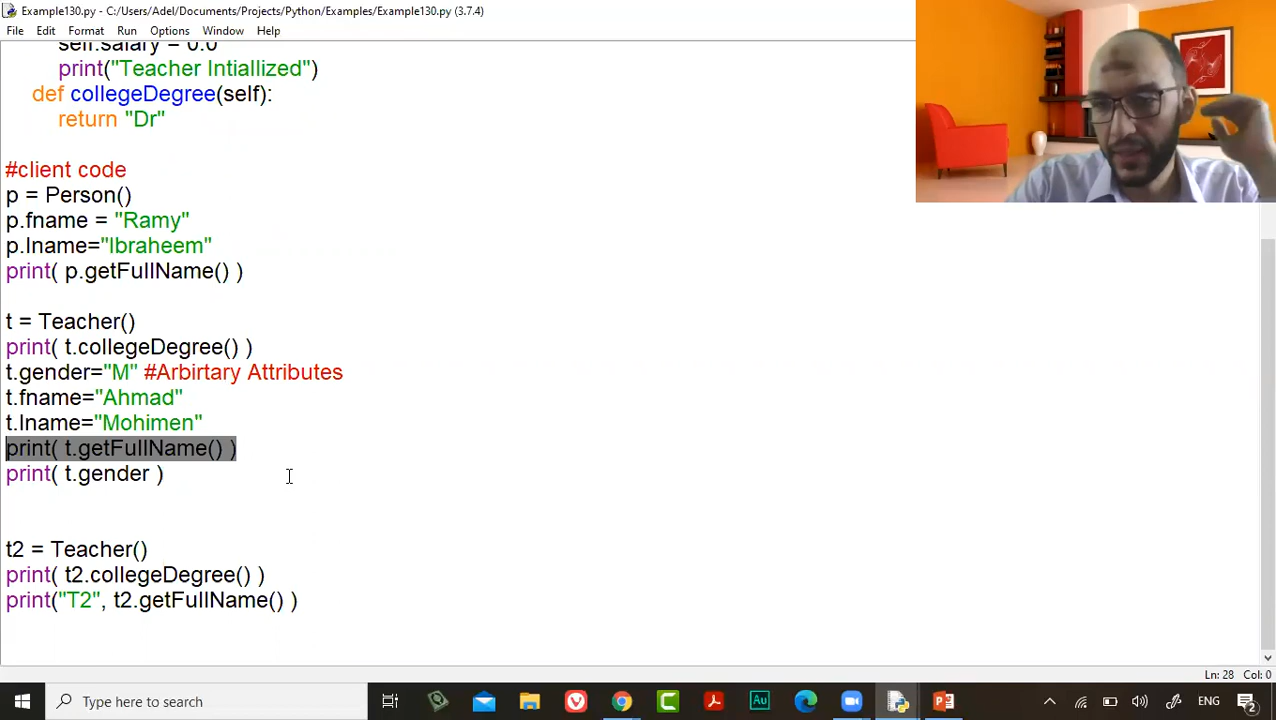 Example130.py - C:/Users/Adel/Documents/Projects/Python/Examples/Example130.py (3.7.4)
File Edit Format Run Options Window Help
self.salary = 0.0
print("Teacher Intiallized")
def collegeDegree(self):
return "Dr"
#client code
p = Person()
p.fname = "Ramy"
p.lname="Ibraheem"
print( p.getFullName() )
t = Teacher()
print( t.collegeDegree() )
t.gender="M" #Arbirtary Attributes
t.fname="Ahmad"
t.lname="Mohimen"
print( t.getFullName() )
print( t.gender )
t2 = Teacher()
print( t2.collegeDegree() )
print("T2", t2.getFullName() )
Ln: 28 Col: 0
Type here to search
Au
ENG
2